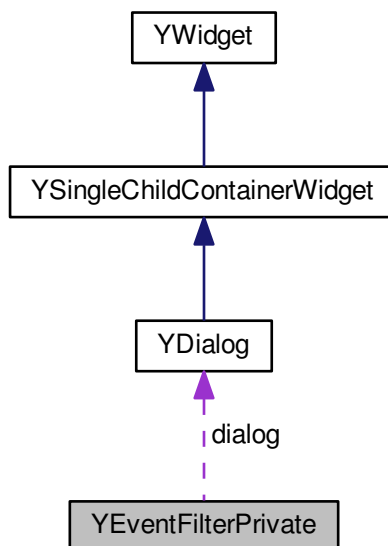 YWidget
YSingleChildContainerWidget
YDialog
dialog
YEventFilterPrivate